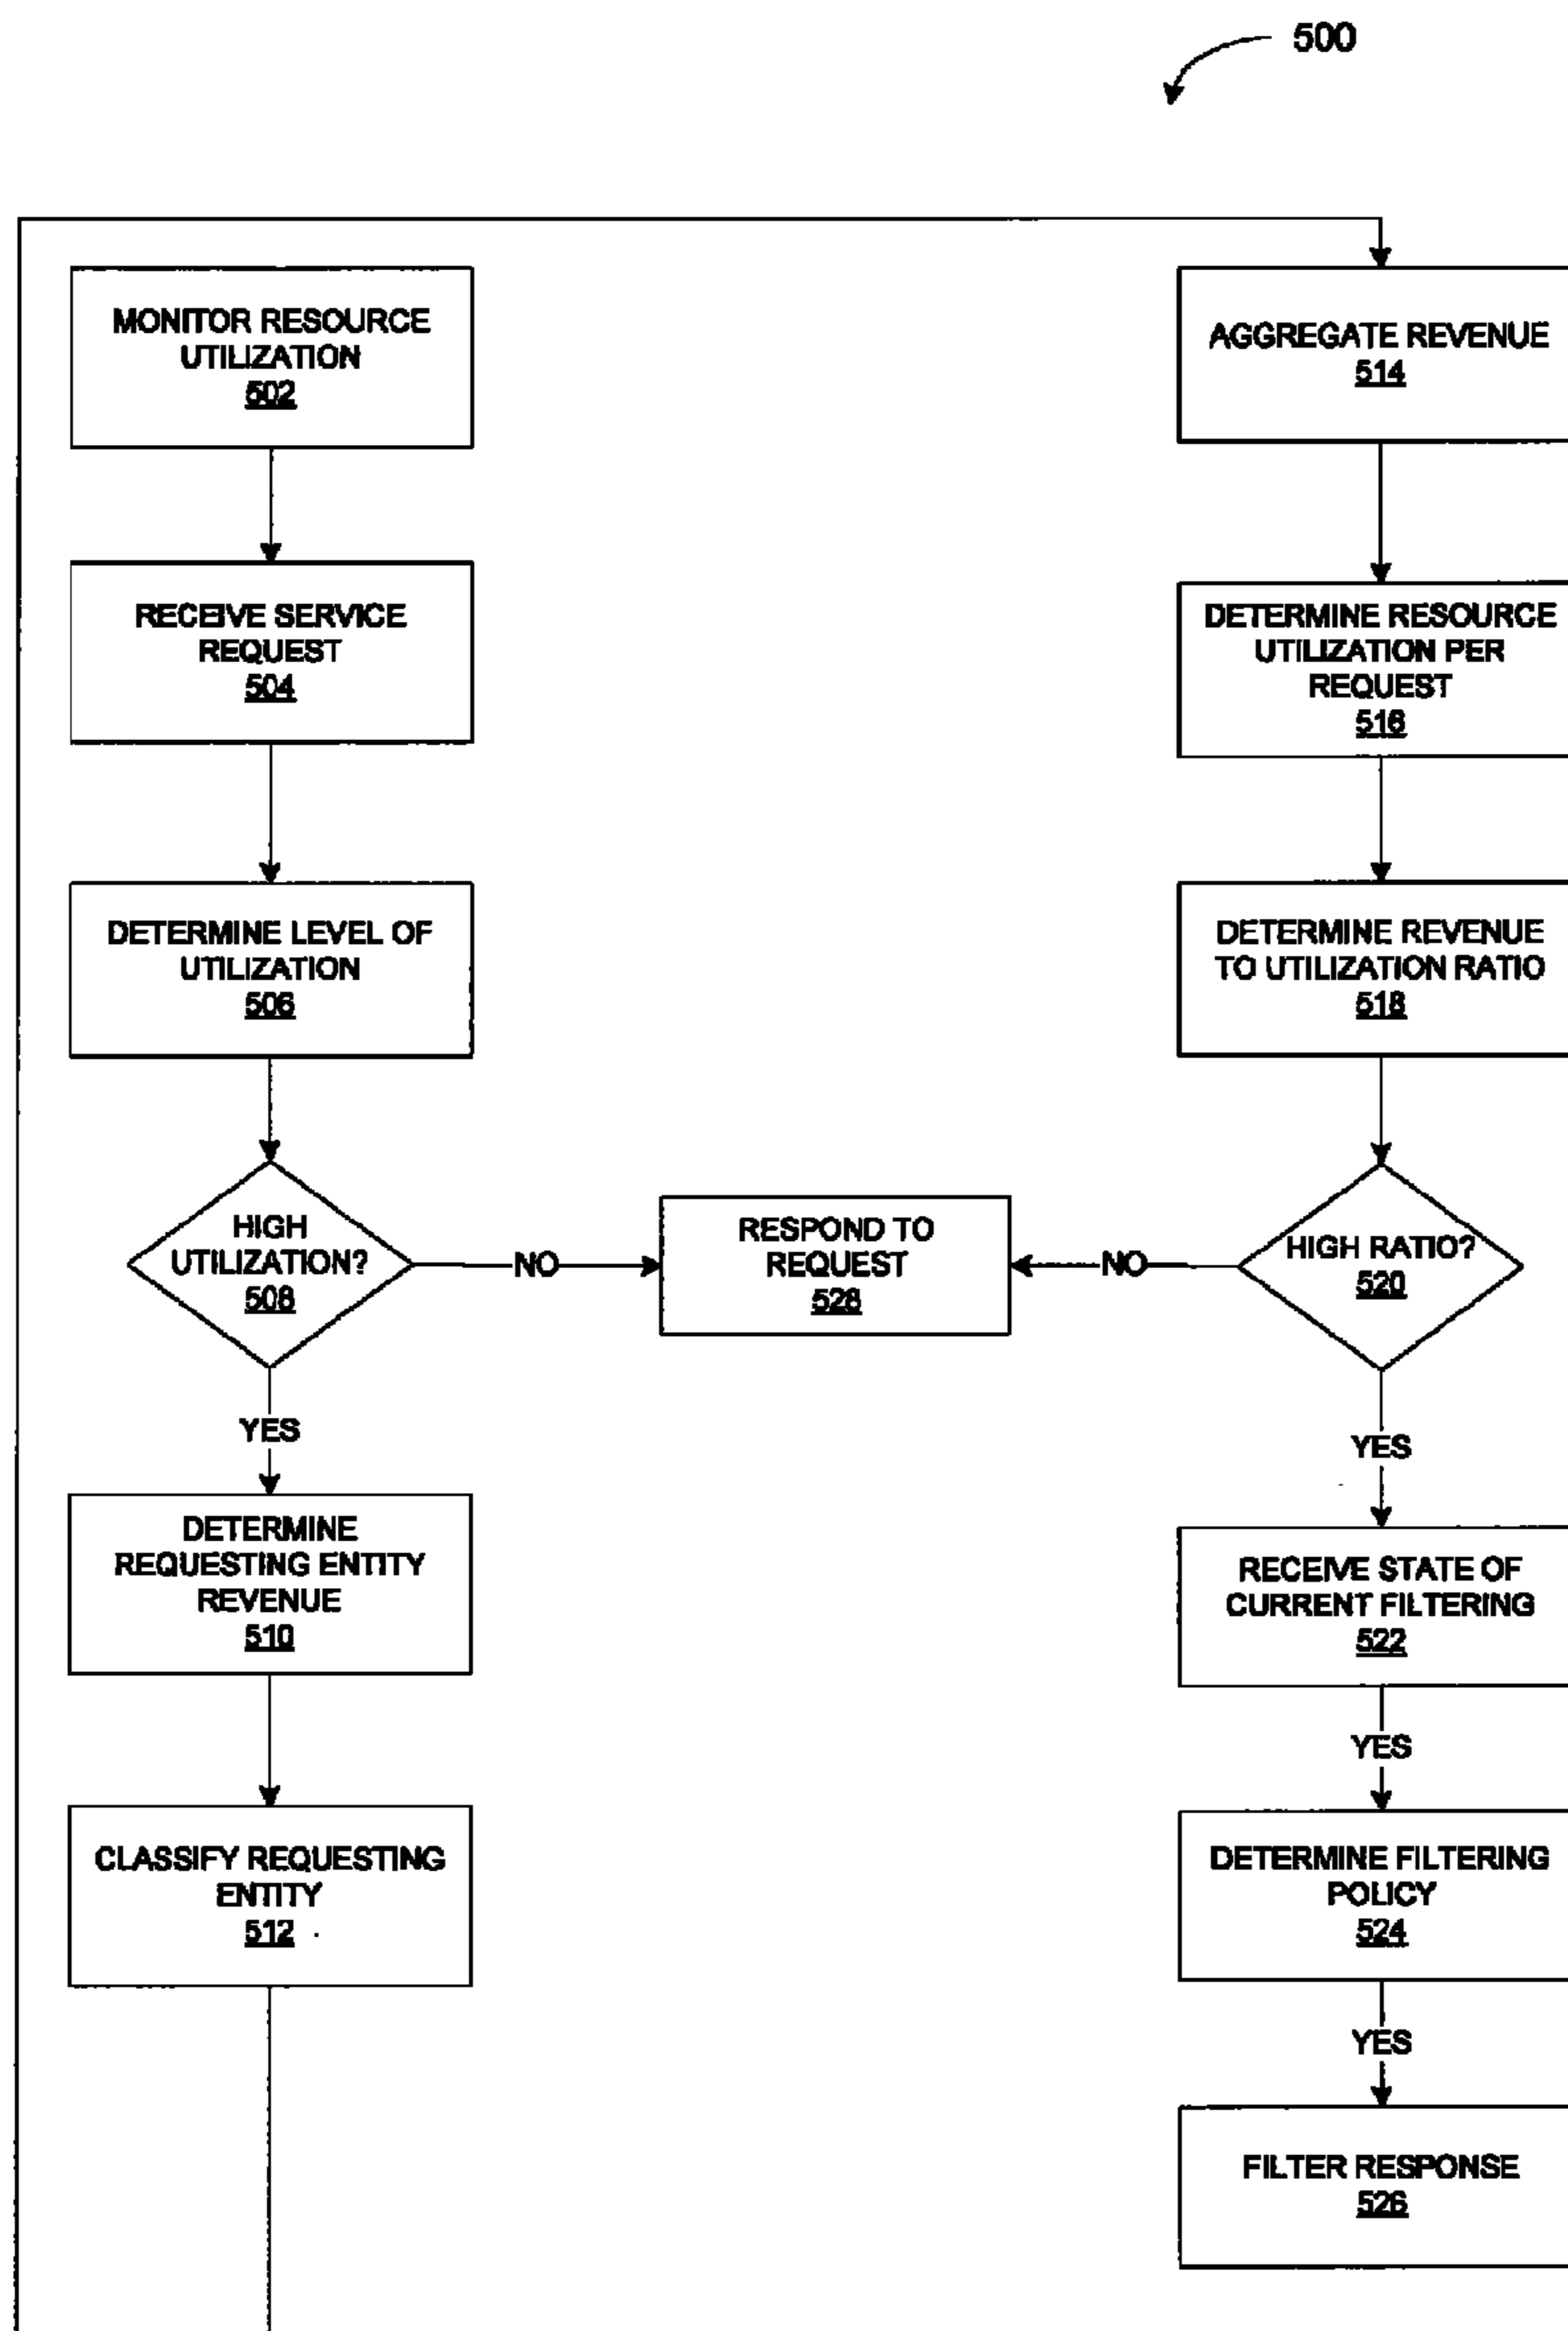 500
MONITOR RESOURCE
UTILIZATION
502
RECEIVE SERVICE
REQUEST
504
DETERMINE LEVEL OF
UTILIZATION
506
HIGH
UTILIZATION?
508
NO
YES
DETERMINE
REQUESTING ENTITY
REVENUE
510
CLASSIFY REQUESTING
ENTITY
512
RESPOND TO
REQUEST
528
AGGREGATE REVENUE
514
DETERMINE RESOURCE
UTILIZATION PER
REQUEST
516
DETERMINE REVENUE
TO UTILIZATION RATIO
518
HIGH RATIO?
520
NO
YES
RECEIVE STATE OF
CURRENT FILTERING
522
YES
DETERMINE FILTERING
POLICY
524
YES
FILTER RESPONSE
526